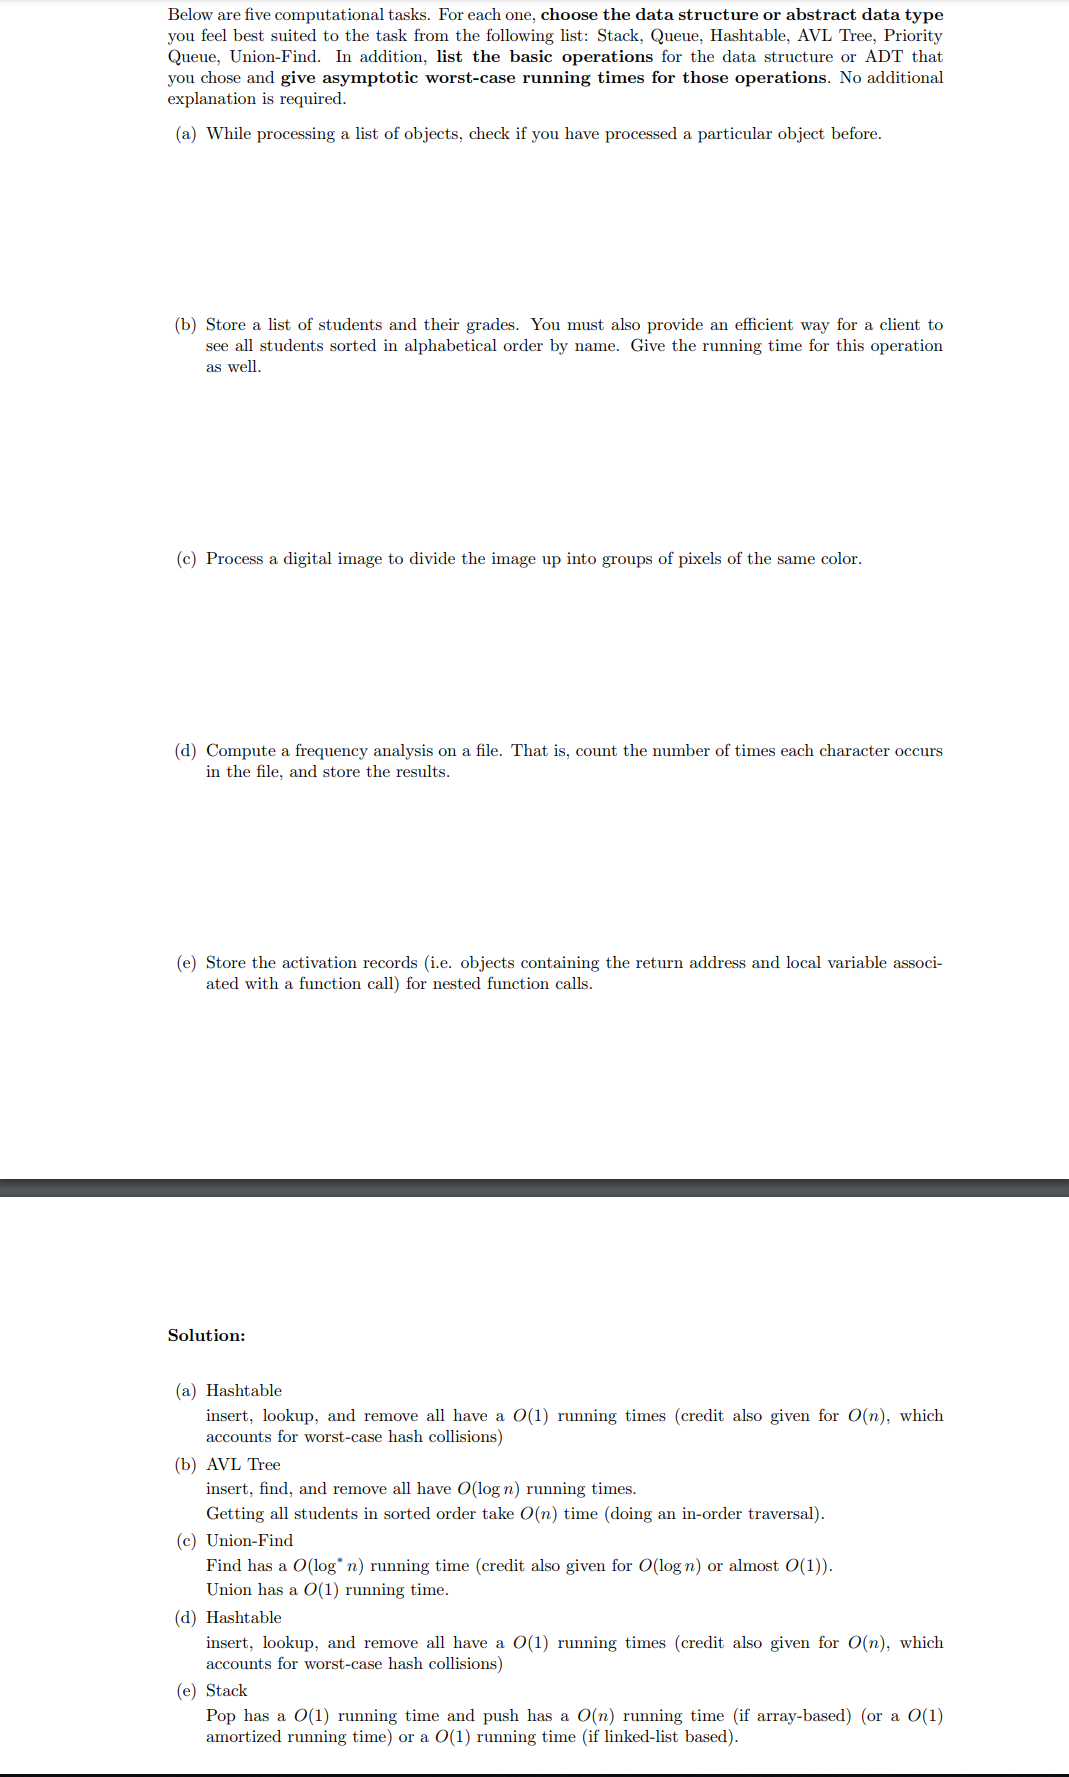 Below are five computational tasks. For each one, choose the data structure or abstract data type
you feel best suited to the task from the following list: Stack, Queue, Hashtable, AVL Tree, Priority
Queue, Union-Find. In addition, list the basic operations for the data structure or ADT that
you chose and give asymptotic worst-case running times for those operations. No additional
explanation is required.
(a) While processing a list of objects, check if you have processed a particular object before.
(b) Store a list of students and their grades. You must also provide an efficient way for a client to
see all students sorted in alphabetical order by name. Give the running time for this operation
as well.
(c) Process a digital image to divide the image up into groups of pixels of the same color.
(d) Compute a frequency analysis on a file. That is, count the number of times each character occurs
in the file, and store the results.
(e) Store the activation records (i.e. objects containing the return address and local variable associ-
ated with a function call) for nested function calls.
Solution:
(a) Hashtable
insert, lookup, and remove all have a O(1) running times (credit also given for O(n), which
accounts for worst-case hash collisions)
(b) AVL Tree
insert, find, and remove all have O(log n) running times.
Getting all students in sorted order take O(n) time (doing an in-order traversal).
(c) Union-Find
Find has a O(log* n) running time (credit also given for O(log n) or almost O(1)).
Union has a O(1) running time.
(d) Hashtable
insert, lookup, and remove all have a O(1) running times (credit also given for O(n), which
accounts for worst-case hash collisions)
(e) Stack
Pop has a O(1) running time and push has a O(n) running time (if array-based) (or a O(1)
amortized running time) or a O(1) running time (if linked-list based).